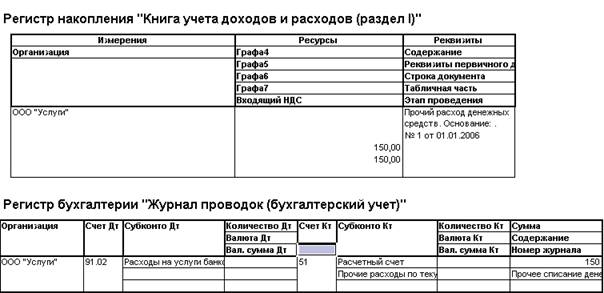 Регистр накопления "Книга учета доходов и расходов (раздел I)"
Измерения Ресурсы Реквизиты
Организация Графа4 Содержание
Графа5 Реквизиты первичного д
Графа6 Строка документа
Графа7 Табличная часть
Входящий НДС Этап проведения
ООО "Услуги" Прочий расход денежных
средств. Основание: .
№ 1 от 01.01.2006
150,00
150,00
Регистр бухгалтерии "Журнал проводок (бухгалтерский учет)"
Организация Счет Дт Субконто Дт Количество Дт Счет Кт Субконто Кт Количество Кт Сумма
Валюта Дт Валюта Кт Содержание
Вал. сумма Дт Вал. сумма Кт Номер журнала
ООО "Услуги" 91.02 Расходы на услуги банко 51 Расчетный счет 150
Прочие расходы по теку Прочее списание дене